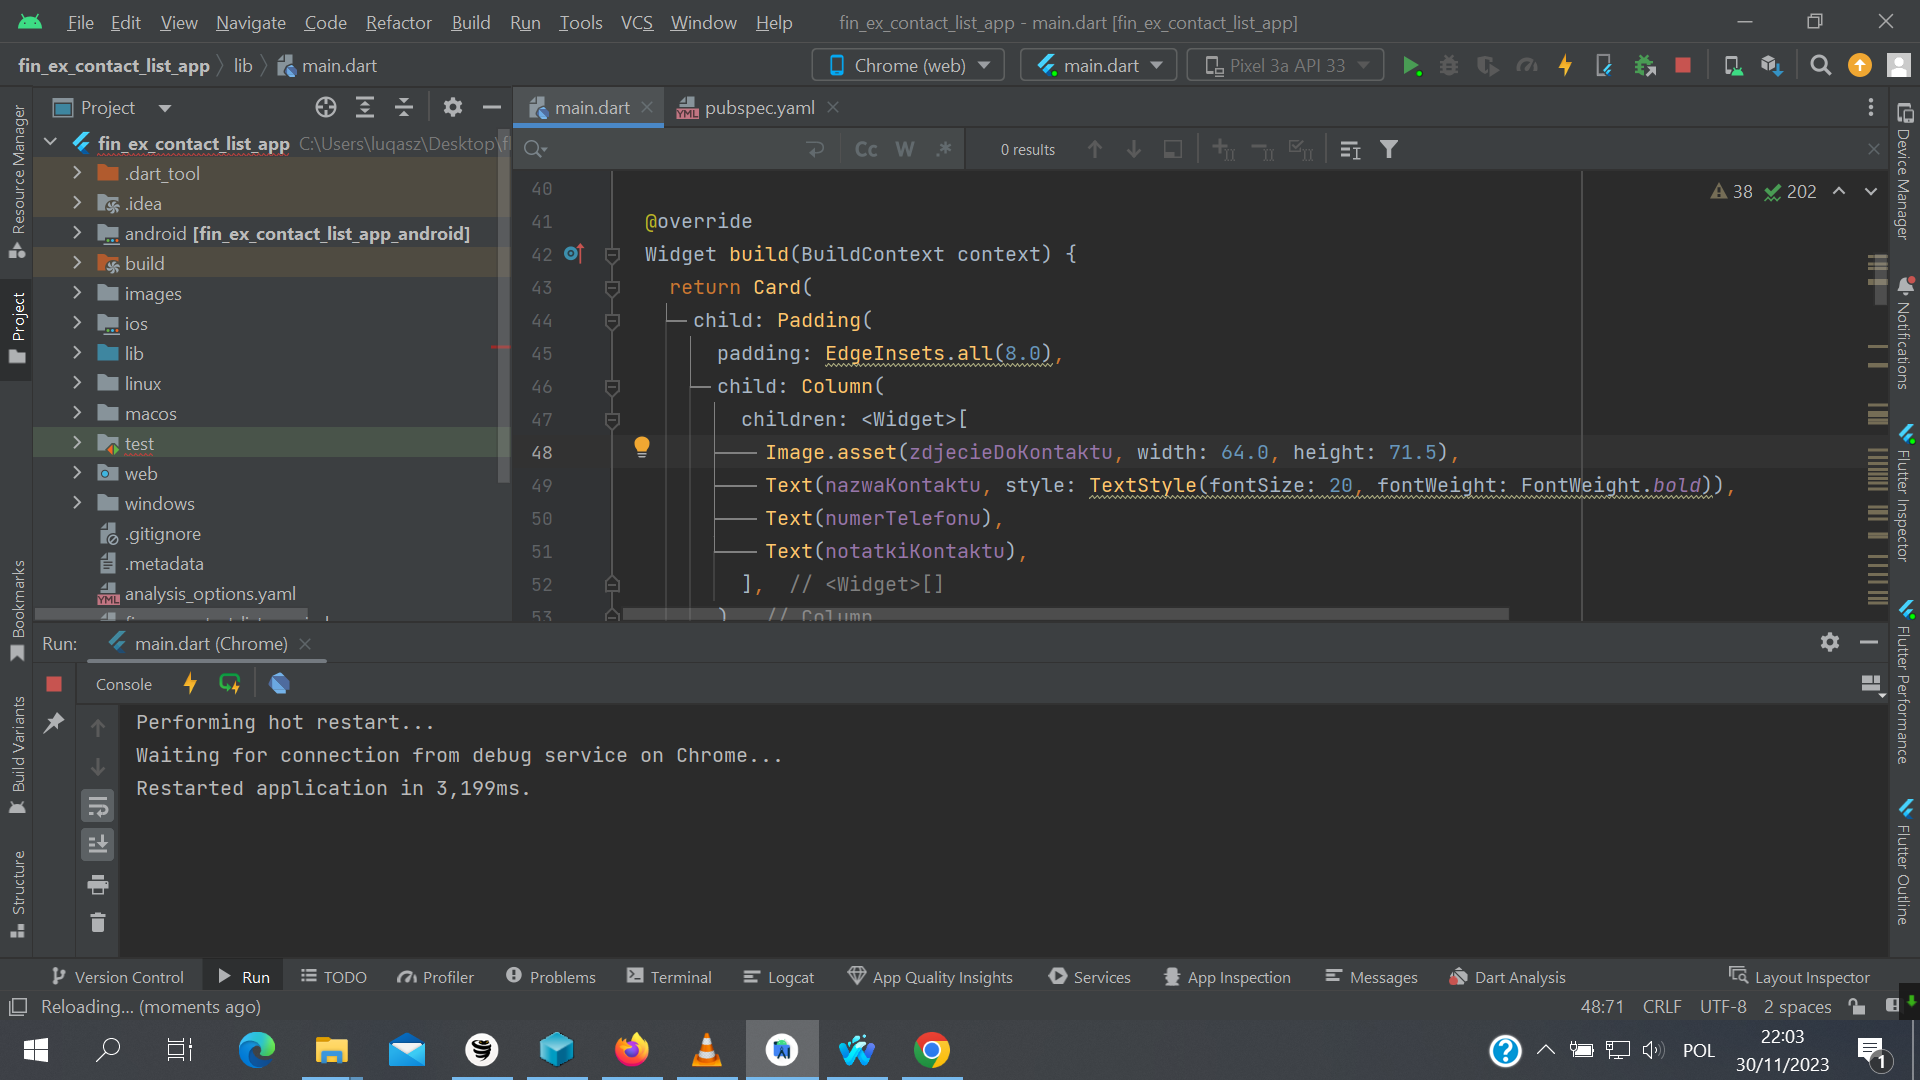 File Edit View Navigate Code Refactor Build Run Tools VCS Window Help fin_ex_contact_list_app - main.dart [fin_ex_contact_list_app]
fin_ex_contact_list_app lib main.dart Chrome (web) main.dart Pixel 3a API 33
Project
main.dart pubspec.yaml
Cc W .* 0 results
Resource Manager
Project
Bookmarks
Build Variants
Structure
fin_ex_contact_list_app C:\Users\luqasz\Desktop\
.dart_tool
.idea
android [fin_ex_contact_list_app_android]
build
images
ios
lib
linux
macos
test
web
windows
.gitignore
.metadata
analysis_options.yaml
38 202
40
41 @override
42 Widget build(BuildContext context) {
43 return Card(
44 child: Padding(
45 padding: EdgeInsets.all(8.0),
46 child: Column(
47 children: <Widget>[
48 Image.asset(zdjecieDoKontaktu, width: 64.0, height: 71.5),
49 Text(nazwaKontaktu, style: TextStyle(fontSize: 20, fontWeight: FontWeight.bold)),
50 Text(numerTelefonu),
51 Text(notatkiKontaktu),
52 ], // <Widget>[]
53 ) // Column
Device Manager
Notifications
Flutter Inspector
Flutter Performance
Flutter Outline
Run: main.dart (Chrome)
Console
Performing hot restart...
Waiting for connection from debug service on Chrome...
Restarted application in 3,199ms.
Version Control Run TODO Profiler Problems Terminal Logcat App Quality Insights Services App Inspection Messages Dart Analysis Layout Inspector
Reloading... (moments ago) 48:71 CRLF UTF-8 2 spaces
POL 22:03
30/11/2023 1